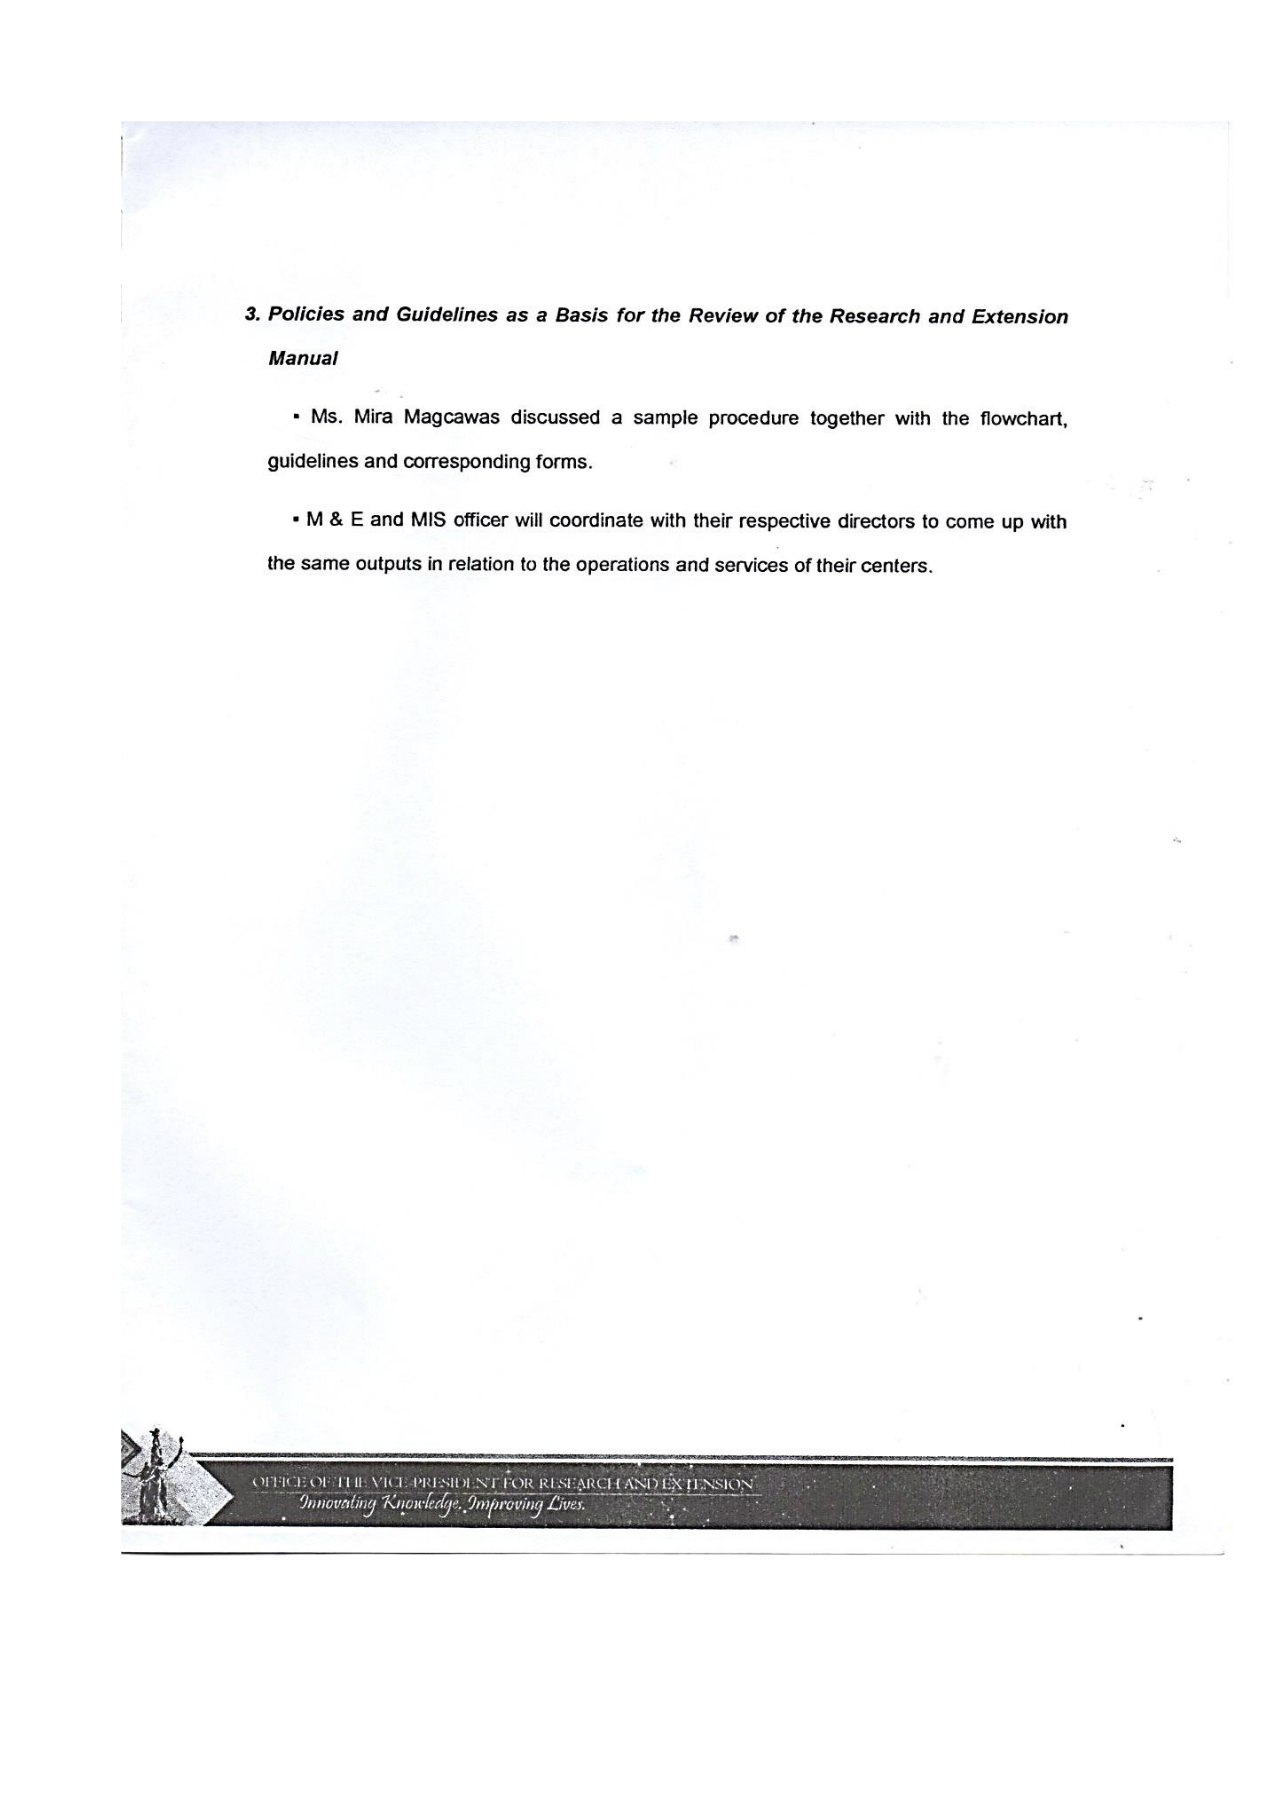 3. Policies and Guidelines as a Basis for the Review of the Research and Extension
Manual
▪ Ms. Mira Magcawas discussed a sample procedure together with the flowchart,
guidelines and corresponding forms.
▪ M & E and MIS officer will coordinate with their respective directors to come up with
the same outputs in relation to the operations and services of their centers.
OFFICE OF THE VICE PRESIDENT FOR RESEARCH AND EXTENSION
Innovating Knowledge. Improving Lives.